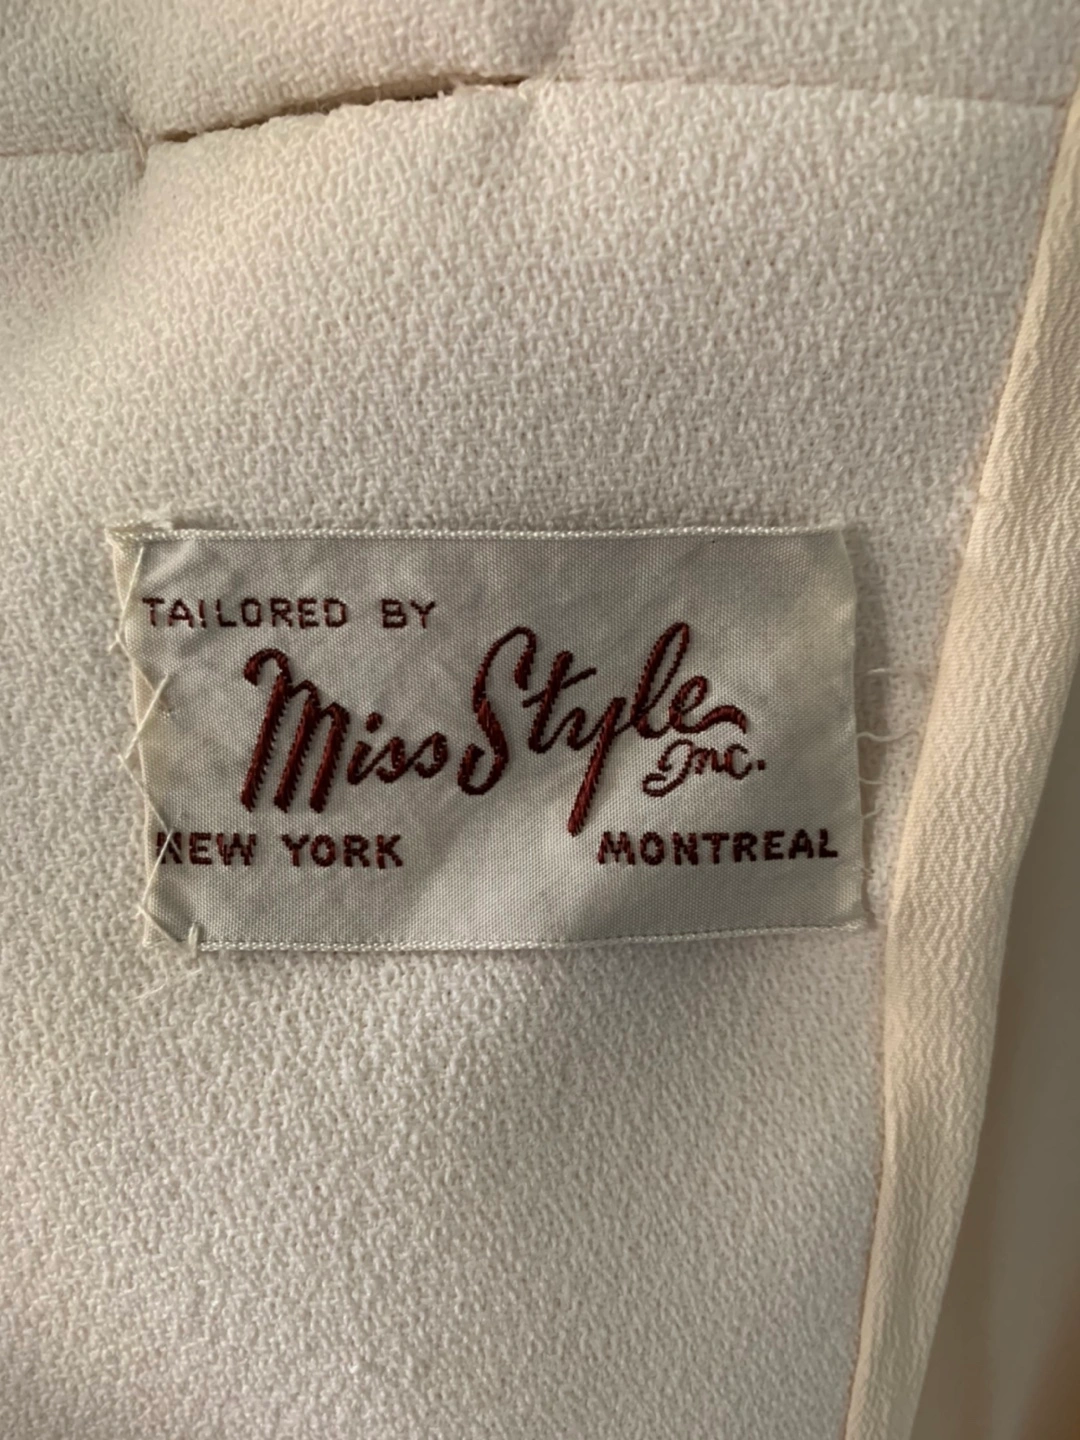 TAILORED BY
Miss Style
Inc.
NEW YORK MONTREAL